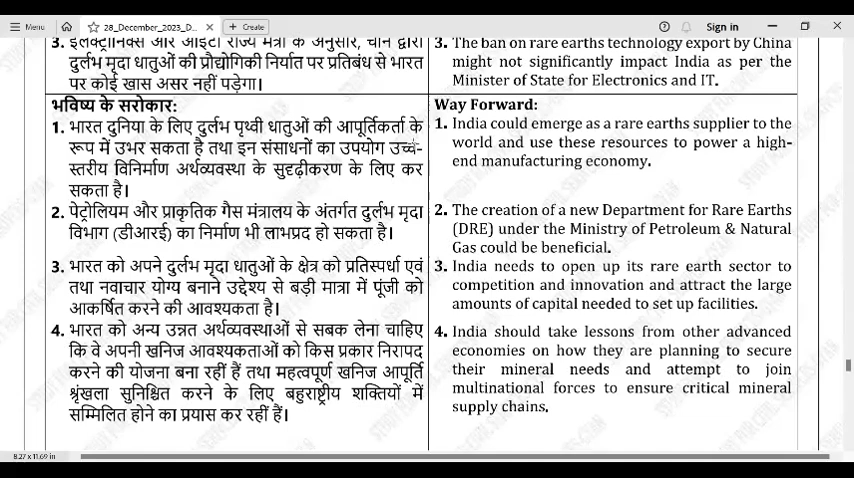 Menu
28_December_2023_D...
+ Create
Sign in
3. इलेक्ट्रॉनिक्स और आईटी राज्य मंत्री के अनुसार, चीन द्वारा
दुर्लभ मृदा धातुओं की प्रौद्योगिकी निर्यात पर प्रतिबंध से भारत
पर कोई खास असर नहीं पड़ेगा।
भविष्य के सरोकार:
1. भारत दुनिया के लिए दुर्लभ पृथ्वी धातुओं की आपूर्तिकर्ता के
रूप में उभर सकता है तथा इन संसाधनों का उपयोग उच्च-
स्तरीय विनिर्माण अर्थव्यवस्था के सुदृढ़ीकरण के लिए कर
सकता है।
2. पेट्रोलियम और प्राकृतिक गैस मंत्रालय के अंतर्गत दुर्लभ मृदा
विभाग (डीआरई) का निर्माण भी लाभप्रद हो सकता है।
3. भारत को अपने दुर्लभ मृदा धातुओं के क्षेत्र को प्रतिस्पर्धा एवं
तथा नवाचार योग्य बनाने उद्देश्य से बड़ी मात्रा में पूंजी को
आकर्षित करने की आवश्यकता है।
4. भारत को अन्य उन्नत अर्थव्यवस्थाओं से सबक लेना चाहिए
कि वे अपनी खनिज आवश्यकताओं को किस प्रकार निरापद
करने की योजना बना रहीं हैं तथा महत्वपूर्ण खनिज आपूर्ति
श्रृंखला सुनिश्चित करने के लिए बहुराष्ट्रीय शक्तियों में
सम्मिलित होने का प्रयास कर रहीं हैं।
3. The ban on rare earths technology export by China
might not significantly impact India as per the
Minister of State for Electronics and IT.
Way Forward:
1. India could emerge as a rare earths supplier to the
world and use these resources to power a high-
end manufacturing economy.
2. The creation of a new Department for Rare Earths
(DRE) under the Ministry of Petroleum & Natural
Gas could be beneficial.
3. India needs to open up its rare earth sector to
competition and innovation and attract the large
amounts of capital needed to set up facilities.
4. India should take lessons from other advanced
economies on how they are planning to secure
their mineral needs and attempt to join
multinational forces to ensure critical mineral
supply chains.
8.27 x 11.69 in